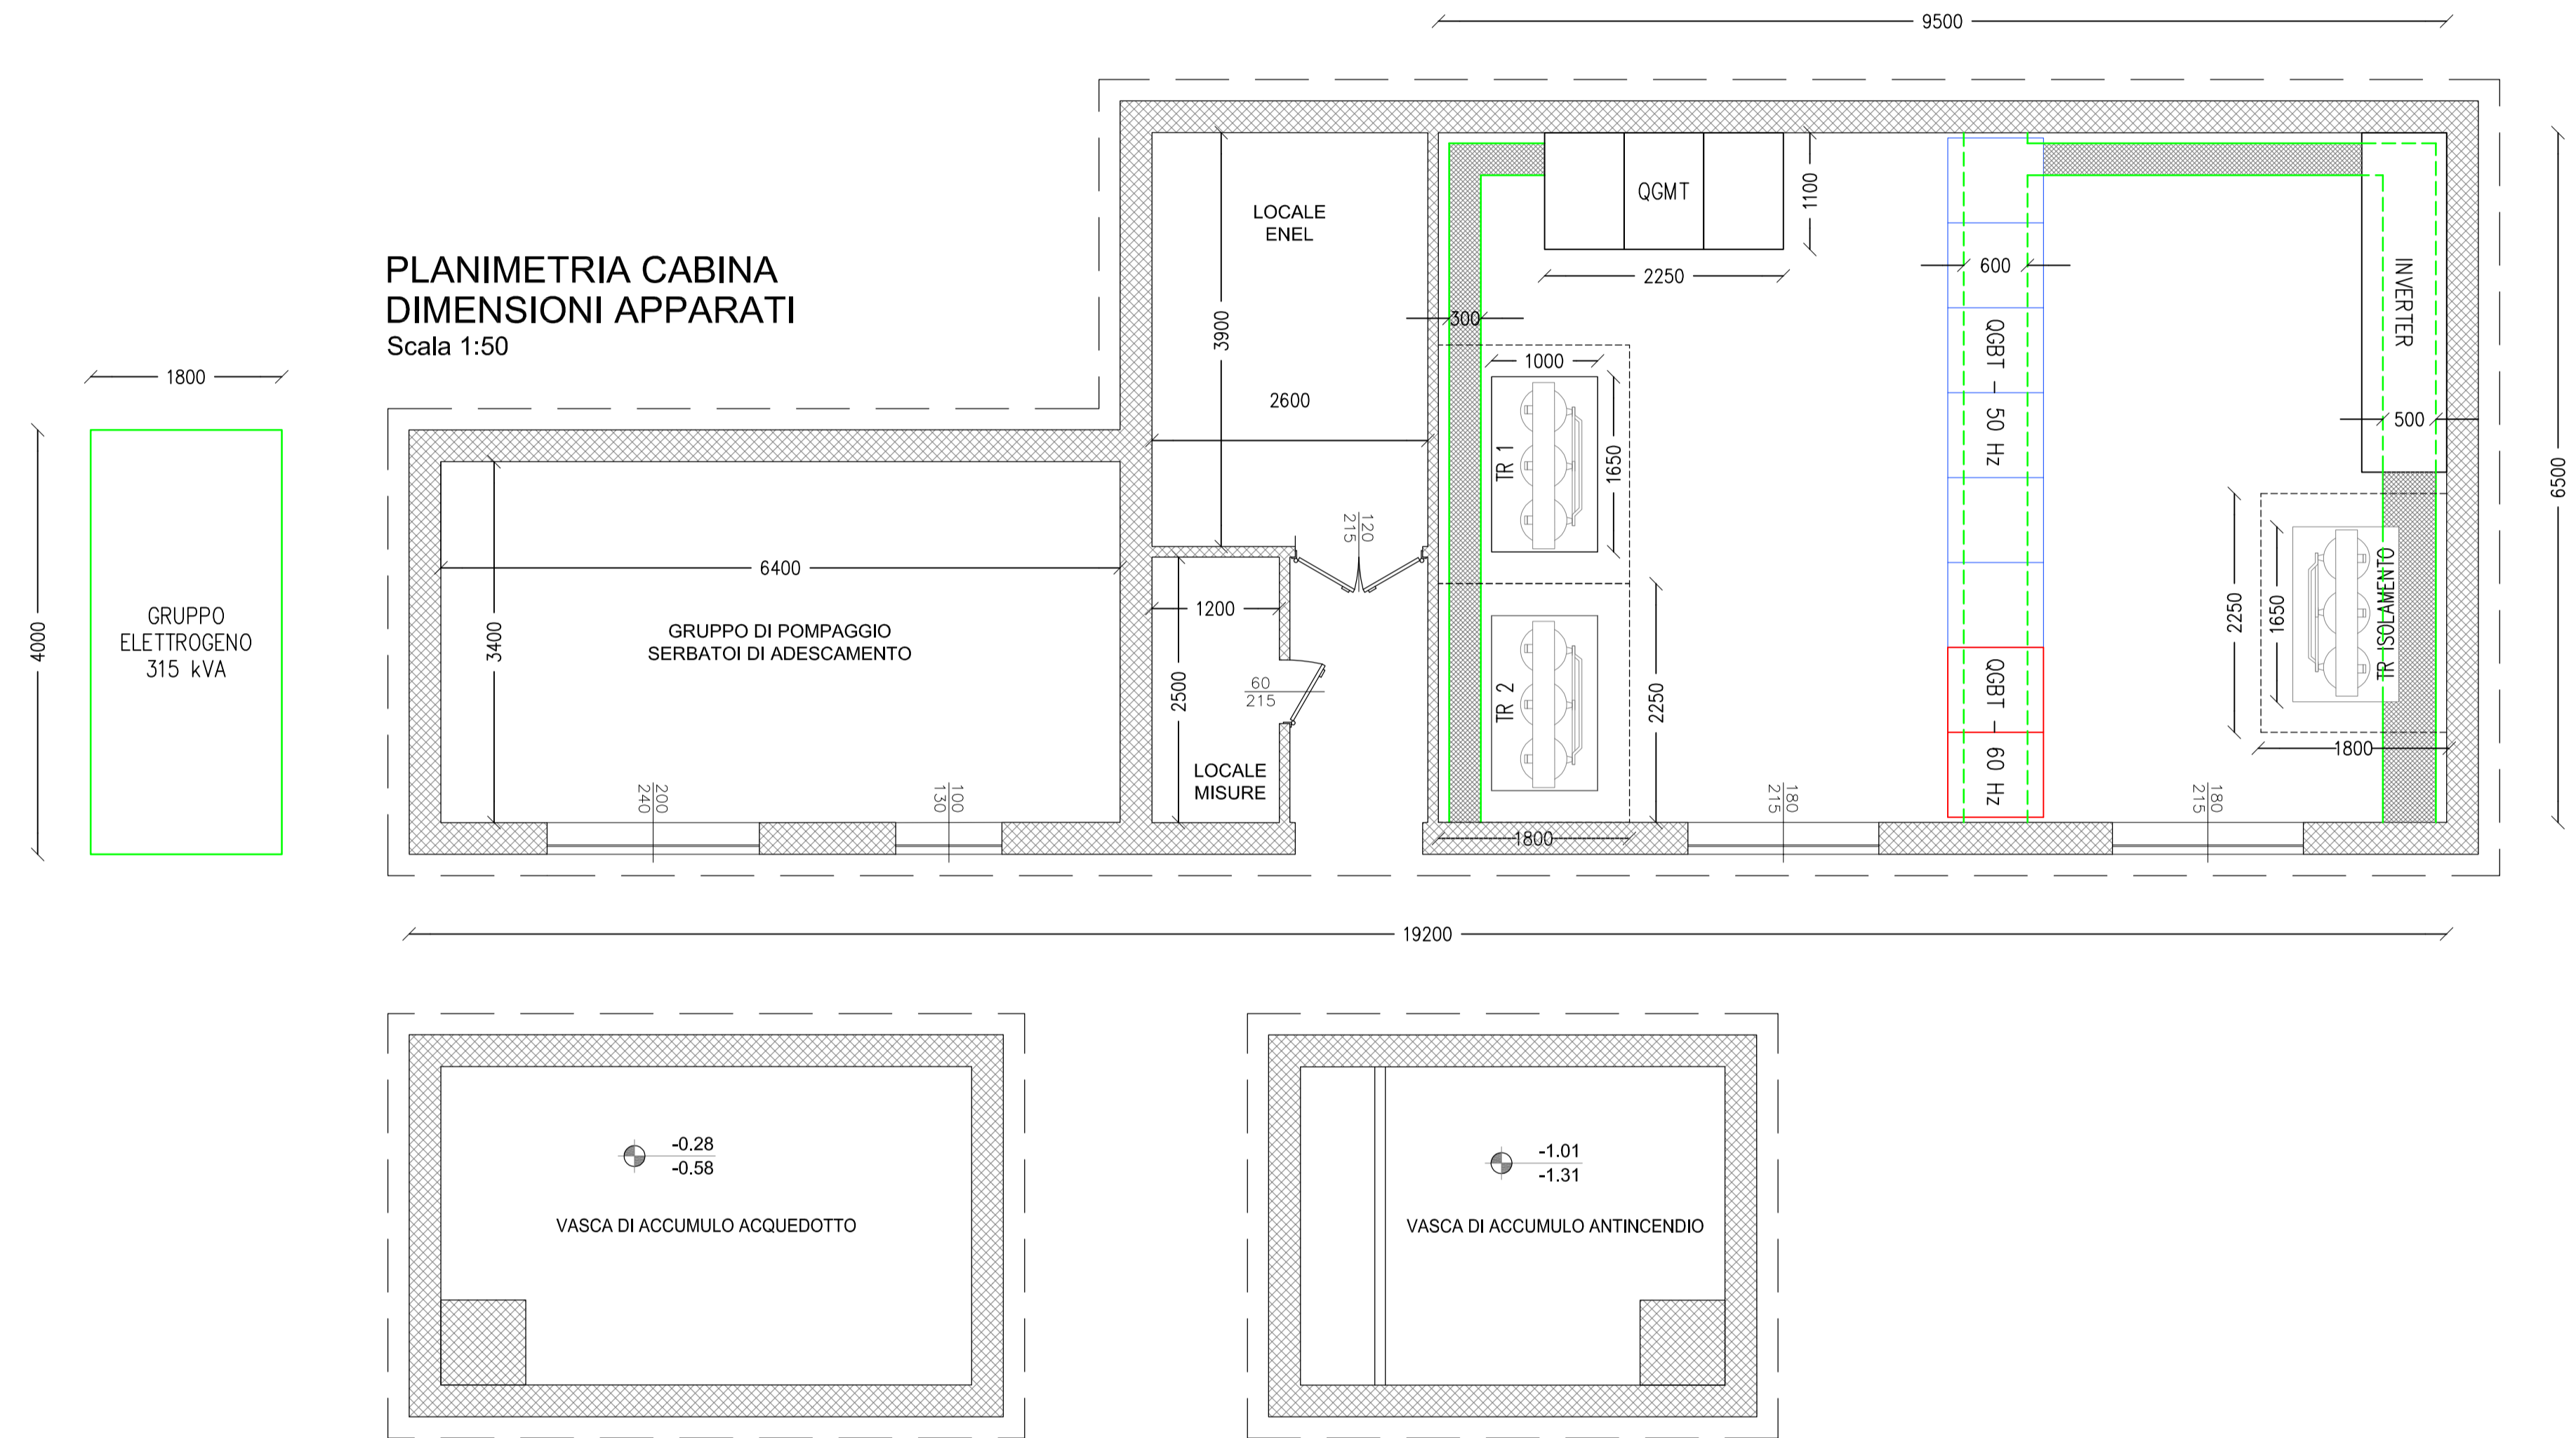 9500
PLANIMETRIA CABINA
DIMENSIONI APPARATI
Scala 1:50
1800
4000
GRUPPO
ELETTROGENO
315 kVA
6400
3400
GRUPPO DI POMPAGGIO
SERBATOI DI ADESCAMENTO
200
240
100
130
LOCALE
ENEL
3900
2600
120
215
1200
2500
60
215
LOCALE
MISURE
QGMT
1100
2250
300
1000
TR 1
1650
TR 2
2250
1800
180
215
600
QGBT - 50 Hz
QGBT - 60 Hz
INVERTER
500
2250
1650
TR ISOLAMENTO
1800
180
215
6500
19200
-0.28
-0.58
VASCA DI ACCUMULO ACQUEDOTTO
-1.01
-1.31
VASCA DI ACCUMULO ANTINCENDIO